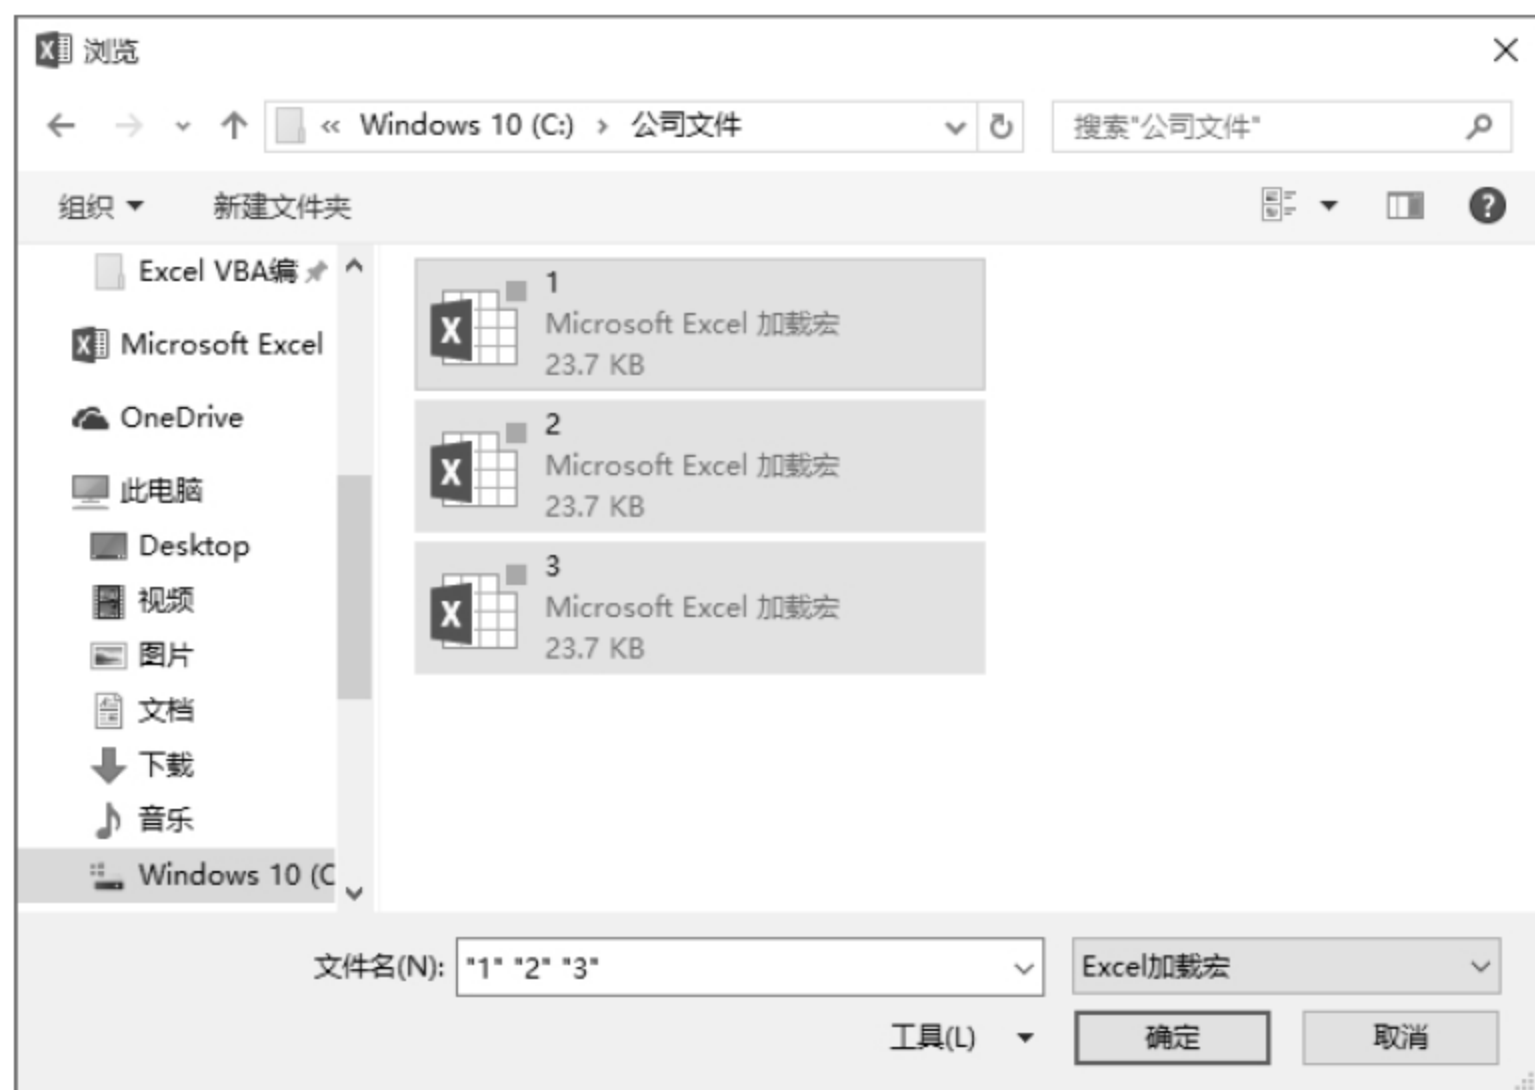 浏览
« Windows 10 (C:) › 公司文件
搜索"公司文件"
组织
新建文件夹
Excel VBA编
Microsoft Excel
OneDrive
此电脑
Desktop
视频
图片
文档
下载
音乐
Windows 10 (C
1
Microsoft Excel 加载宏
23.7 KB
2
Microsoft Excel 加载宏
23.7 KB
3
Microsoft Excel 加载宏
23.7 KB
文件名(N):
"1" "2" "3"
Excel加载宏
工具(L)
确定
取消